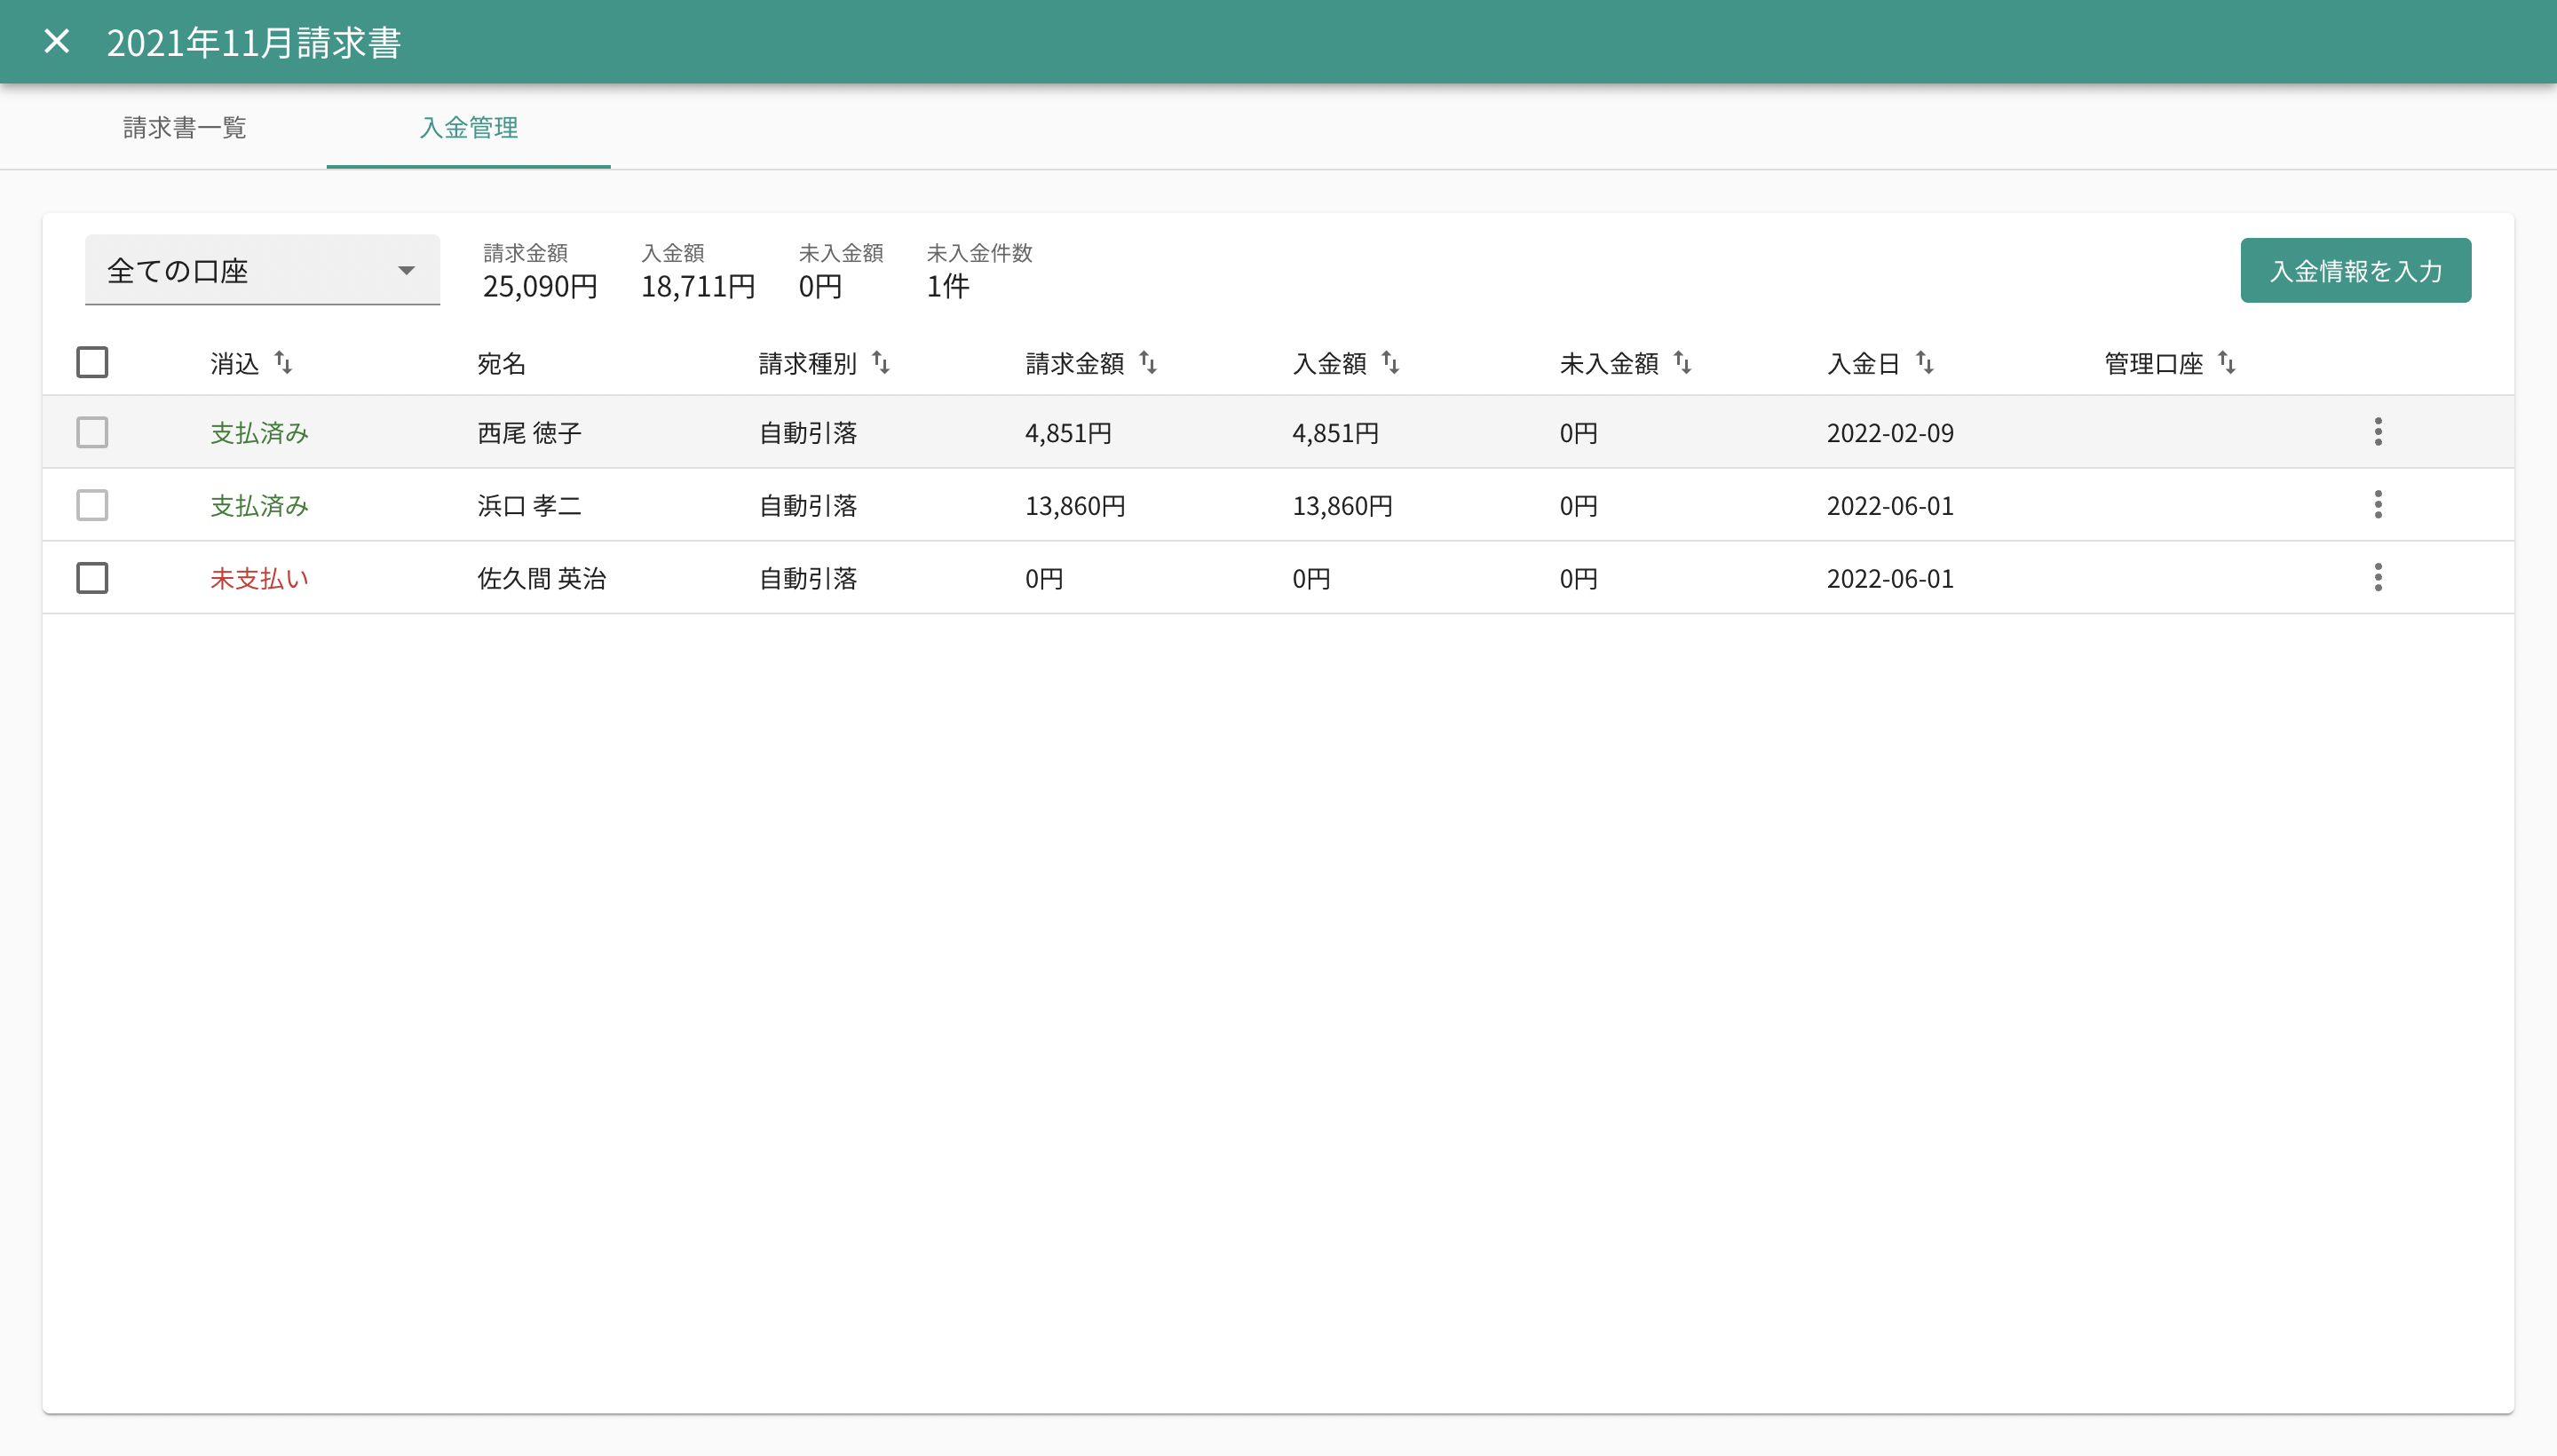 2021年11月請求書
請求書一覧 入金管理
全ての口座 請求金額 入金額 未入金額 未入金件数 入金情報を入力
25,090円 18,711円 0円 1件
消込 宛名 請求種別 請求金額 入金額 未入金額 入金日 管理口座
支払済み 西尾 徳子 自動引落 4,851円 4,851円 0円 2022-02-09
支払済み 浜口 孝二 自動引落 13,860円 13,860円 0円 2022-06-01
未支払い 佐久間 英治 自動引落 0円 0円 0円 2022-06-01